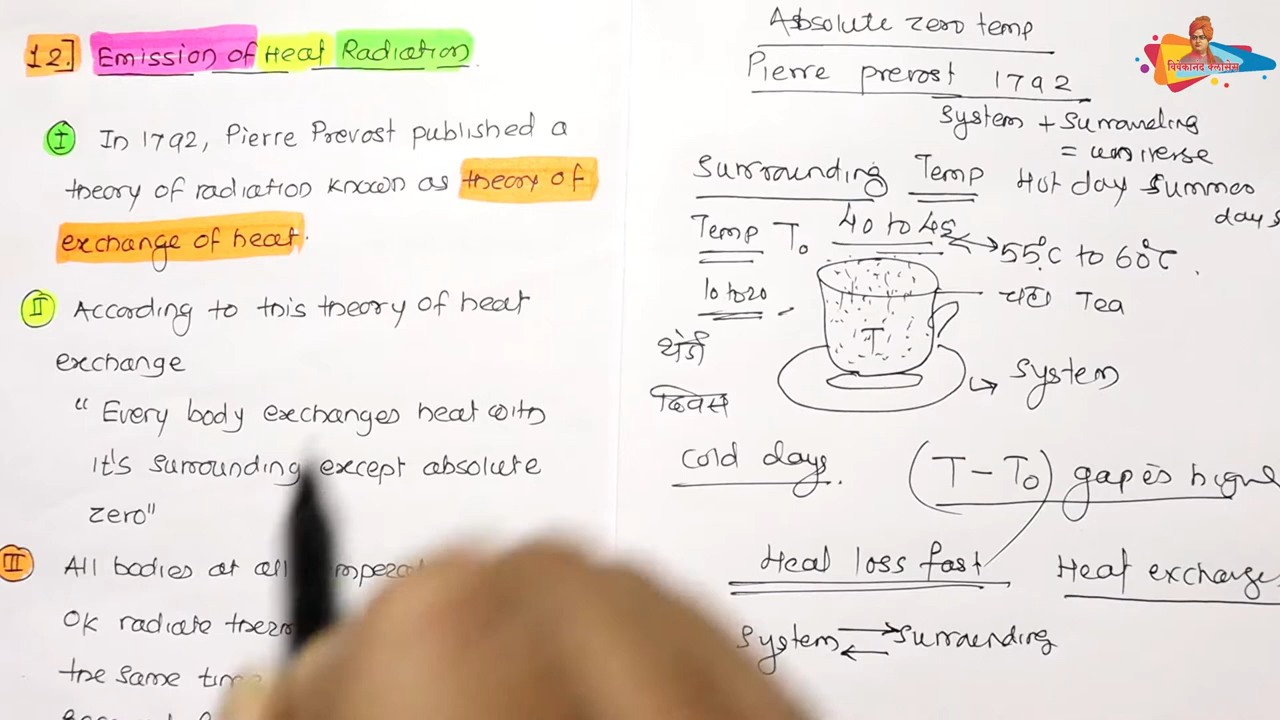 12.] Emission of Heat Radiation.
I In 1792, Pierre Prevost published a
theory of radiation known as theory of
exchange of heat.
II According to this theory of heat
exchange
“ Every body exchanges heat with
it's surrounding except absolute
zero"
III All bodies at all
OK radiate
the same
Absolute zero temp
Pierre prevost 1792
System + Surrounding
= universe
Surrounding Temp Hot day Summer
days
Temp T₀ 40 to 45
55°C to 60°C
10 to 20
चहा Tea
T
थंडी
दिवस
System
Cold days.
(T - T₀) gap is
Heat loss fast
Heat exchange
System Surrounding
विवेकानंद क्लासेस